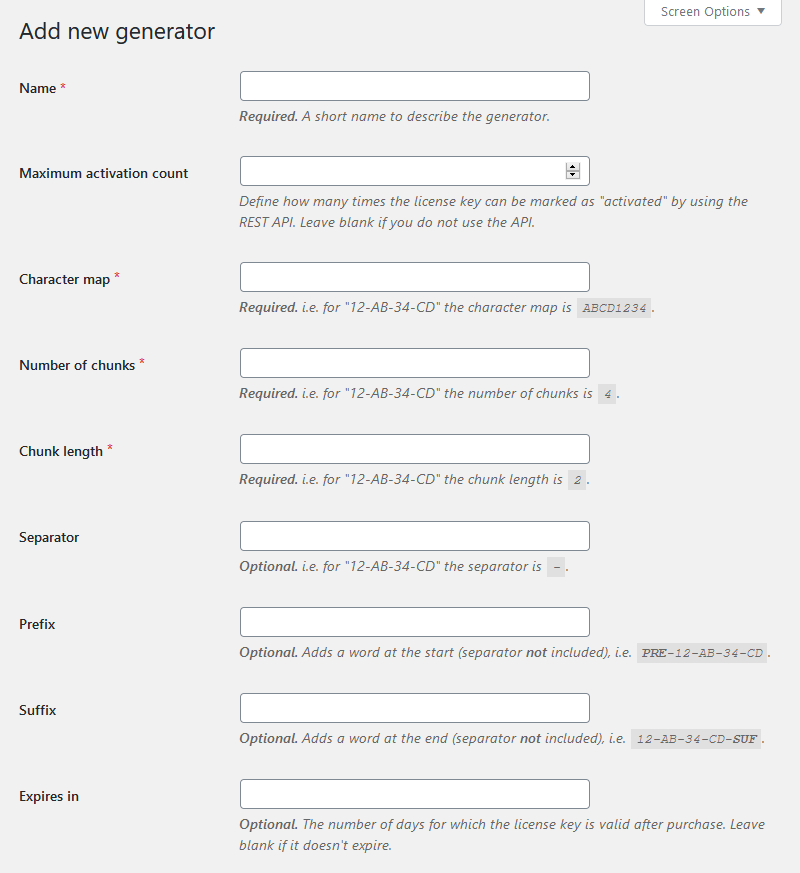 Screen Options ▼
Add new generator
Name *
Required. A short name to describe the generator.
Maximum activation count
Define how many times the license key can be marked as "activated" by using the
REST API. Leave blank if you do not use the API.
Character map *
Required. i.e. for "12-AB-34-CD" the character map is ABCD1234.
Number of chunks *
Required. i.e. for "12-AB-34-CD" the number of chunks is 4.
Chunk length *
Required. i.e. for "12-AB-34-CD" the chunk length is 2.
Separator
Optional. i.e. for "12-AB-34-CD" the separator is -.
Prefix
Optional. Adds a word at the start (separator not included), i.e. PRE-12-AB-34-CD.
Suffix
Optional. Adds a word at the end (separator not included), i.e. 12-AB-34-CD-SUF.
Expires in
Optional. The number of days for which the license key is valid after purchase. Leave
blank if it doesn't expire.